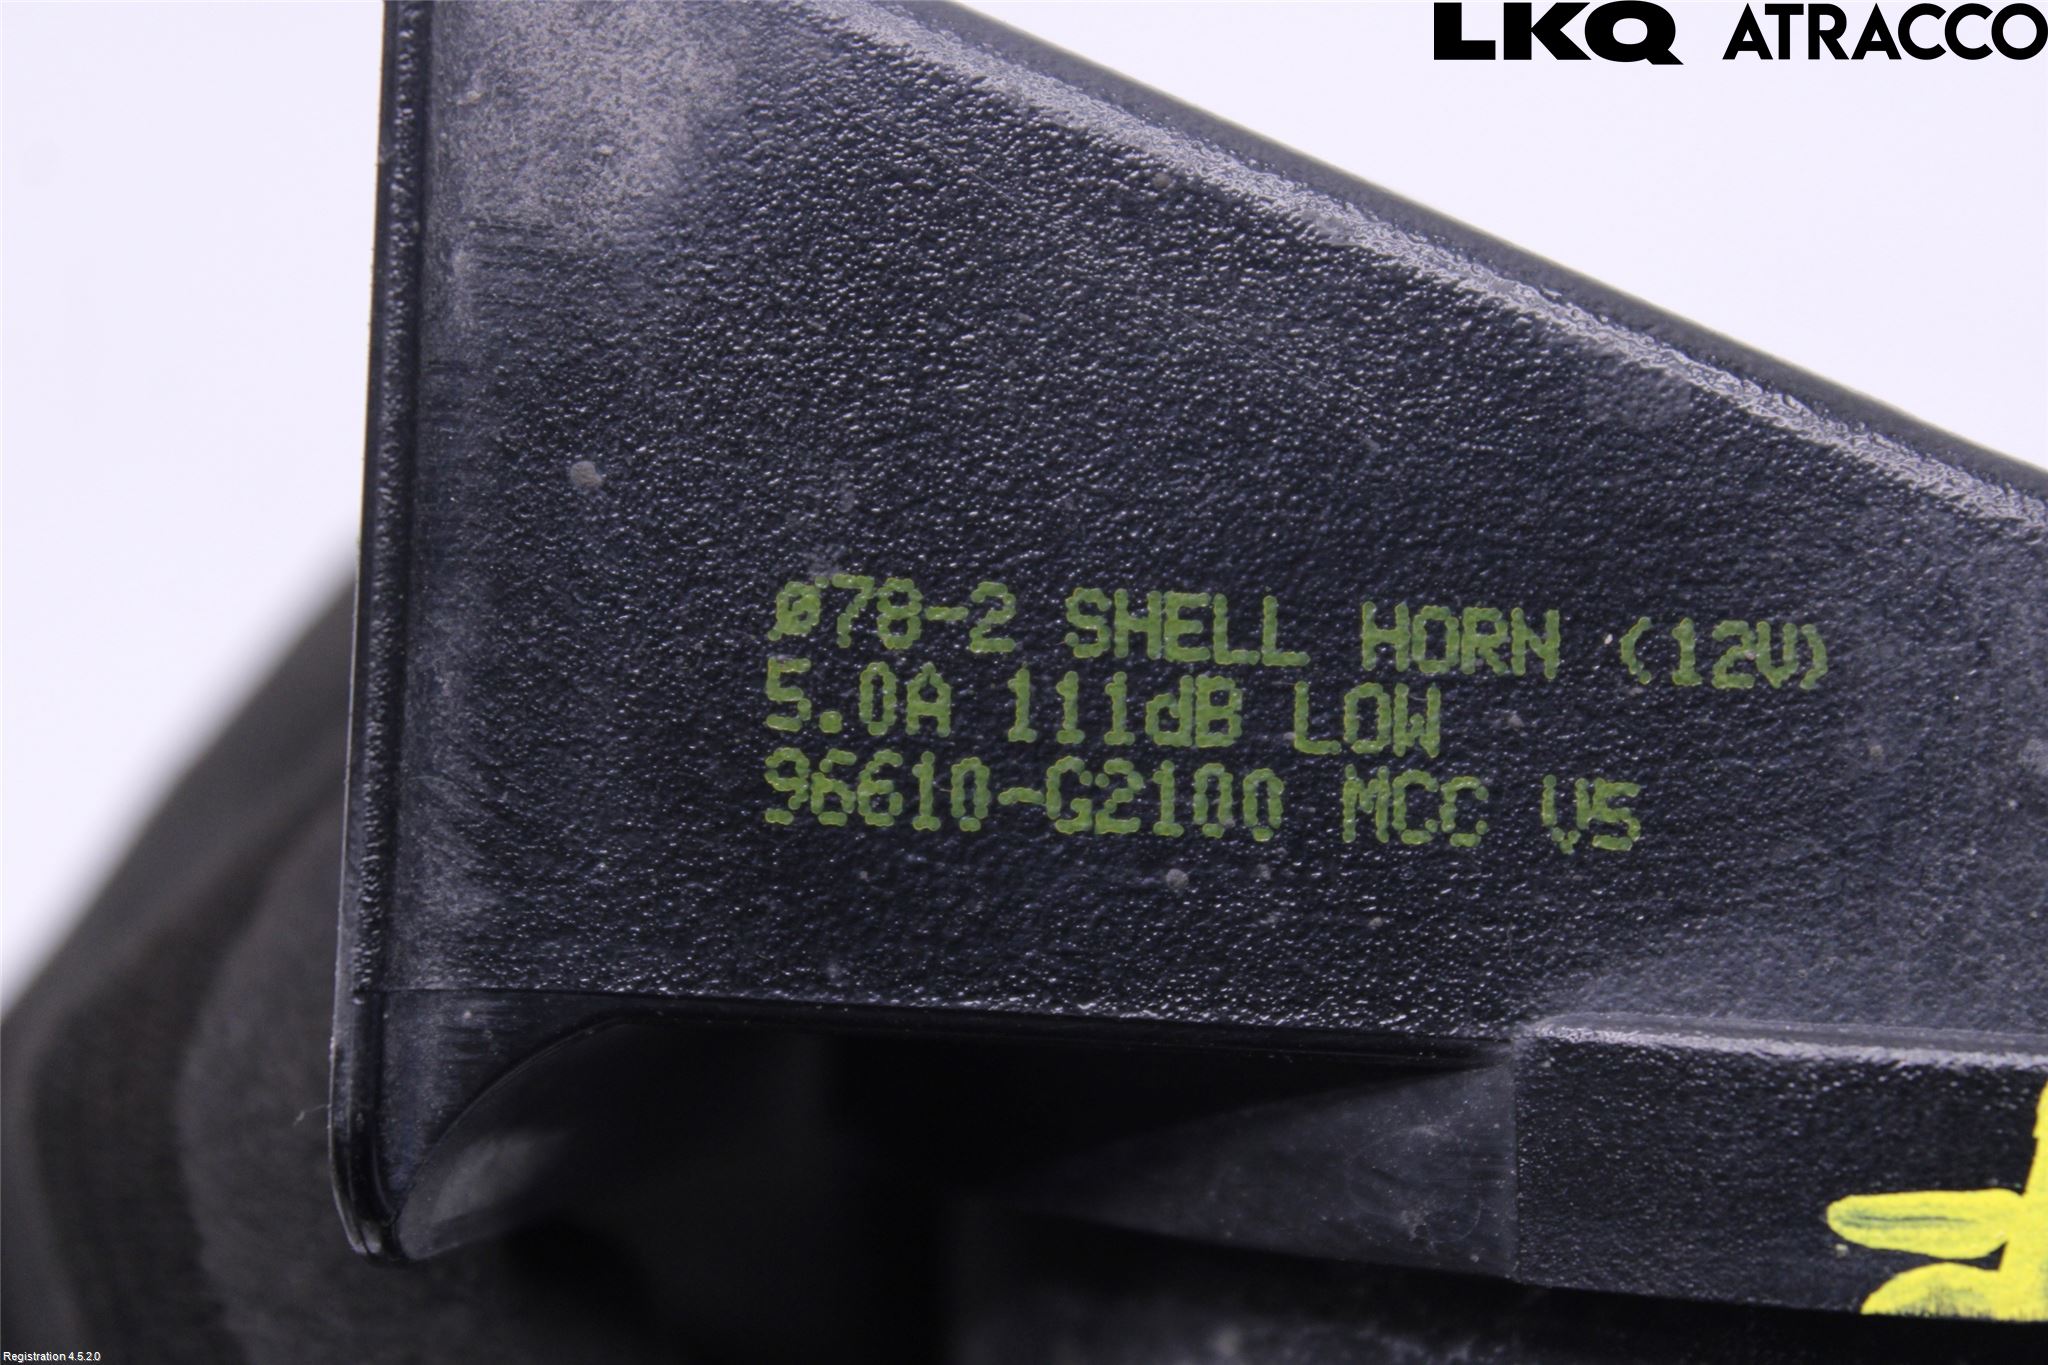 LKQ ATRACCO
Ø78-2 SHELL HORN (12V)
5.0A 111dB LOW
96610-G2100 MCC V5
Registration 4.5.2.0